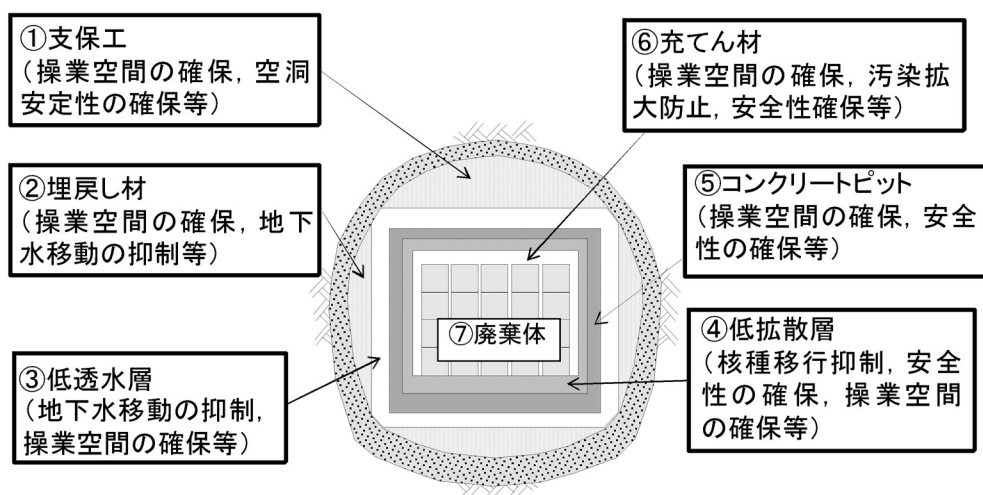 ①支保工
（操業空間の確保，空洞
安定性の確保等）
②埋戻し材
（操業空間の確保，地下
水移動の抑制等）
③低透水層
（地下水移動の抑制，
操業空間の確保等）
⑥充てん材
（操業空間の確保，汚染拡
大防止，安全性確保等）
⑤コンクリートピット
（操業空間の確保，安全
性の確保等）
④低拡散層
（核種移行抑制，安全
性の確保，操業空間
の確保等）
⑦廃棄体